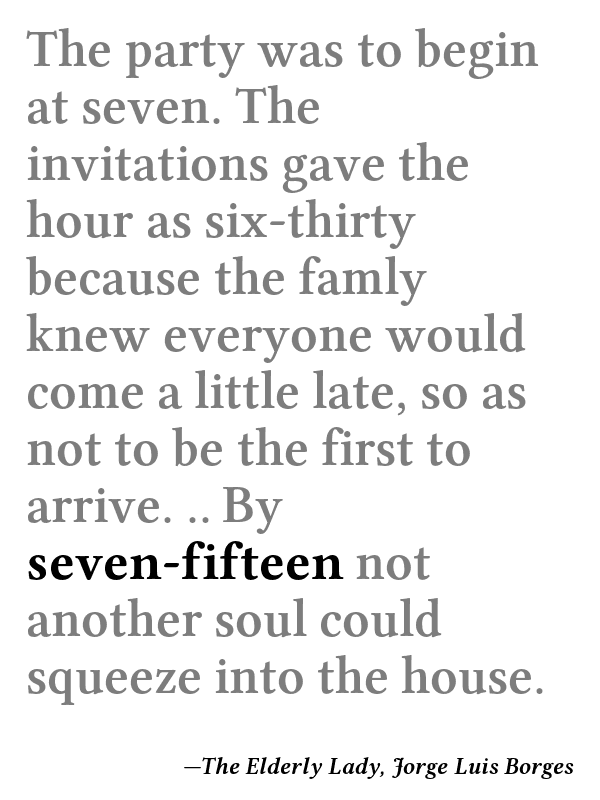 The party was to begin
at seven. The
invitations gave the
hour as six-thirty
because the famly
knew everyone would
come a little late, so as
not to be the first to
arrive. .. By
seven-fifteen not
another soul could
squeeze into the house.
—The Elderly Lady, Jorge Luis Borges